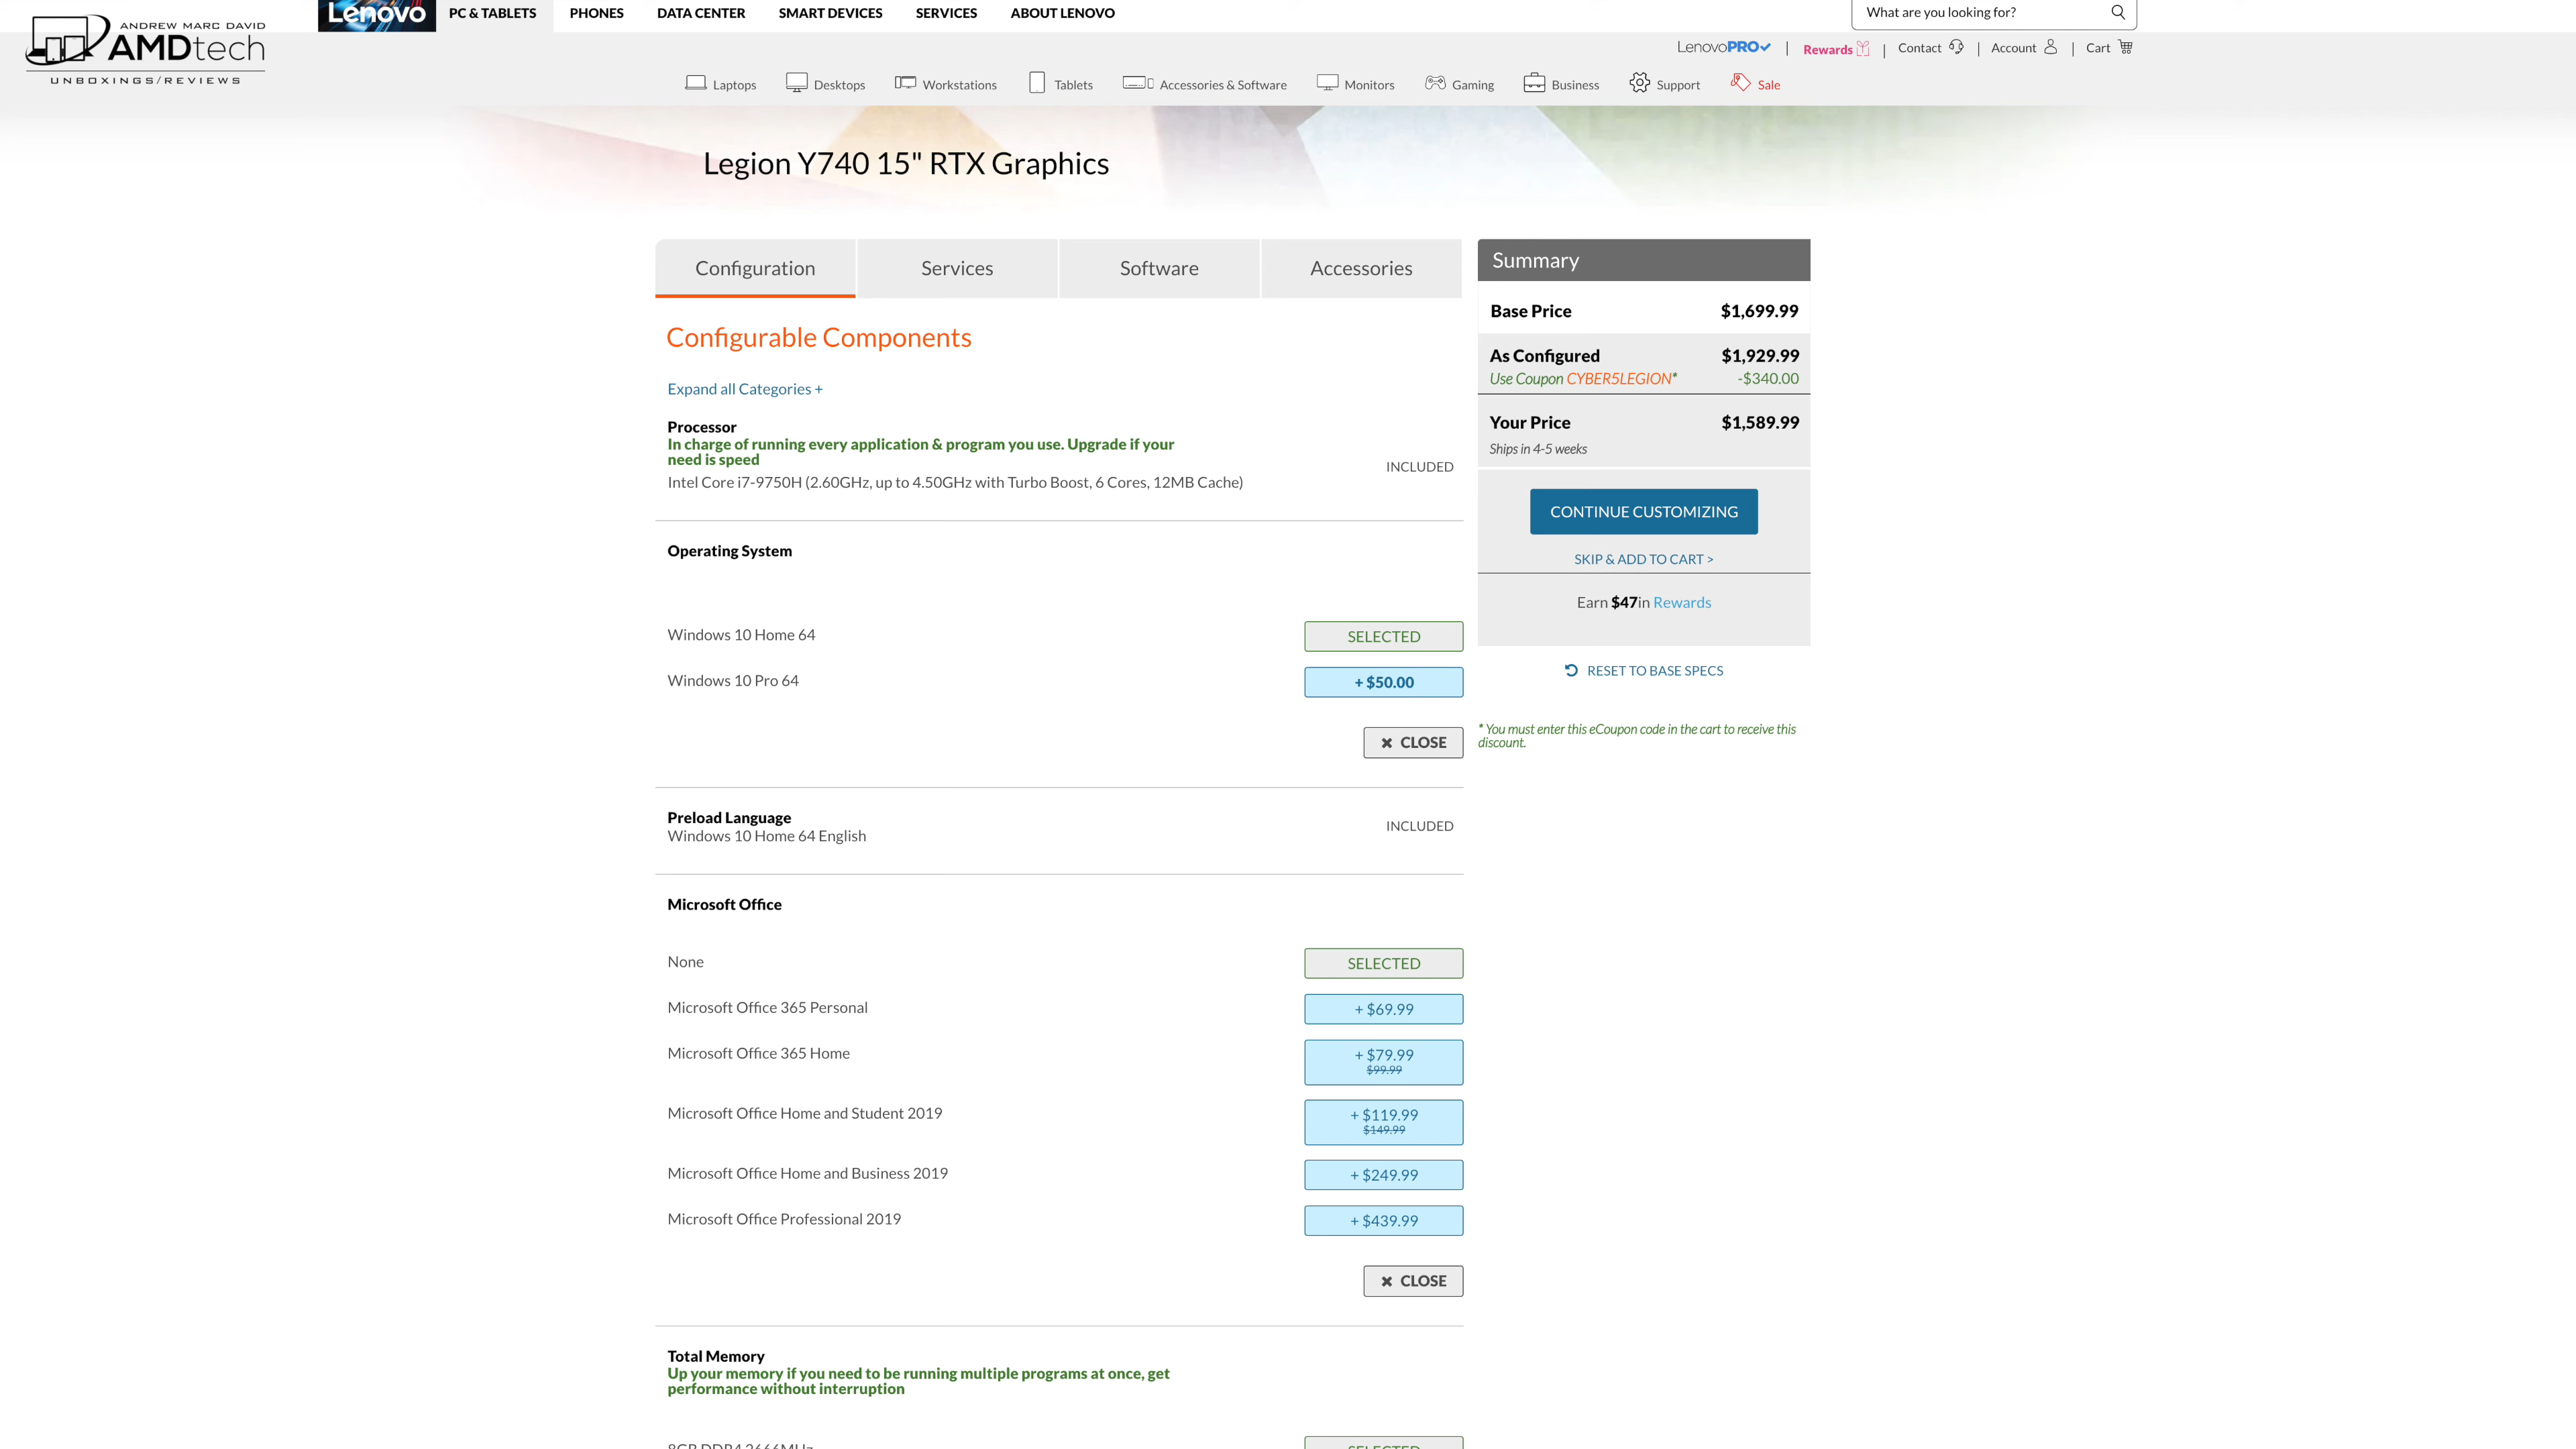 ANDREW MARC DAVID
AMDtech
UNBOXINGS/REVIEWS
Lenovo
PC & TABLETS
PHONES
DATA CENTER
SMART DEVICES
SERVICES
ABOUT LENOVO
What are you looking for?
LenovoPRO
Rewards
Contact
Account
Cart
Laptops
Desktops
Workstations
Tablets
Accessories & Software
Monitors
Gaming
Business
Support
Sale
Legion Y740 15" RTX Graphics
Configuration
Services
Software
Accessories
Configurable Components
Expand all Categories +
Processor
In charge of running every application & program you use. Upgrade if your
need is speed
Intel Core i7-9750H (2.60GHz, up to 4.50GHz with Turbo Boost, 6 Cores, 12MB Cache)
INCLUDED
Operating System
Windows 10 Home 64
SELECTED
Windows 10 Pro 64
+ $50.00
CLOSE
Preload Language
Windows 10 Home 64 English
INCLUDED
Microsoft Office
None
SELECTED
Microsoft Office 365 Personal
+ $69.99
Microsoft Office 365 Home
+ $79.99
$99.99
Microsoft Office Home and Student 2019
+ $119.99
$149.99
Microsoft Office Home and Business 2019
+ $249.99
Microsoft Office Professional 2019
+ $439.99
CLOSE
Total Memory
Up your memory if you need to be running multiple programs at once, get
performance without interruption
8GB DDR4 2666MHz
SELECTED
Summary
Base Price $1,699.99
As Configured $1,929.99
Use Coupon CYBER5LEGION* -$340.00
Your Price $1,589.99
Ships in 4-5 weeks
CONTINUE CUSTOMIZING
SKIP & ADD TO CART >
Earn $47in Rewards
RESET TO BASE SPECS
* You must enter this eCoupon code in the cart to receive this
discount.